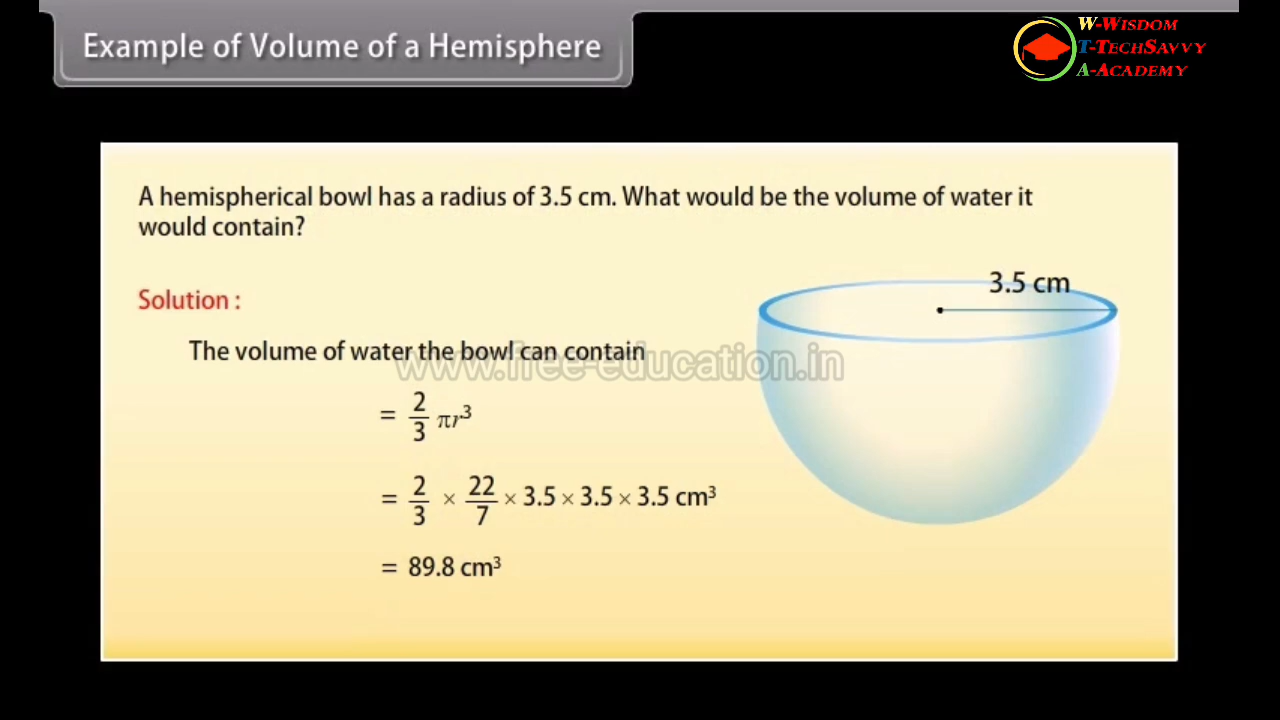 Example of Volume of a Hemisphere
W-Wisdom
T-TechSavvy
A-Academy
A hemispherical bowl has a radius of 3.5 cm. What would be the volume of water it
would contain?
3.5 cm
Solution :
The volume of water the bowl can contain
www.free-education.in
= 2/3 πr³
= 2/3 × 22/7 × 3.5 × 3.5 × 3.5 cm³
= 89.8 cm³